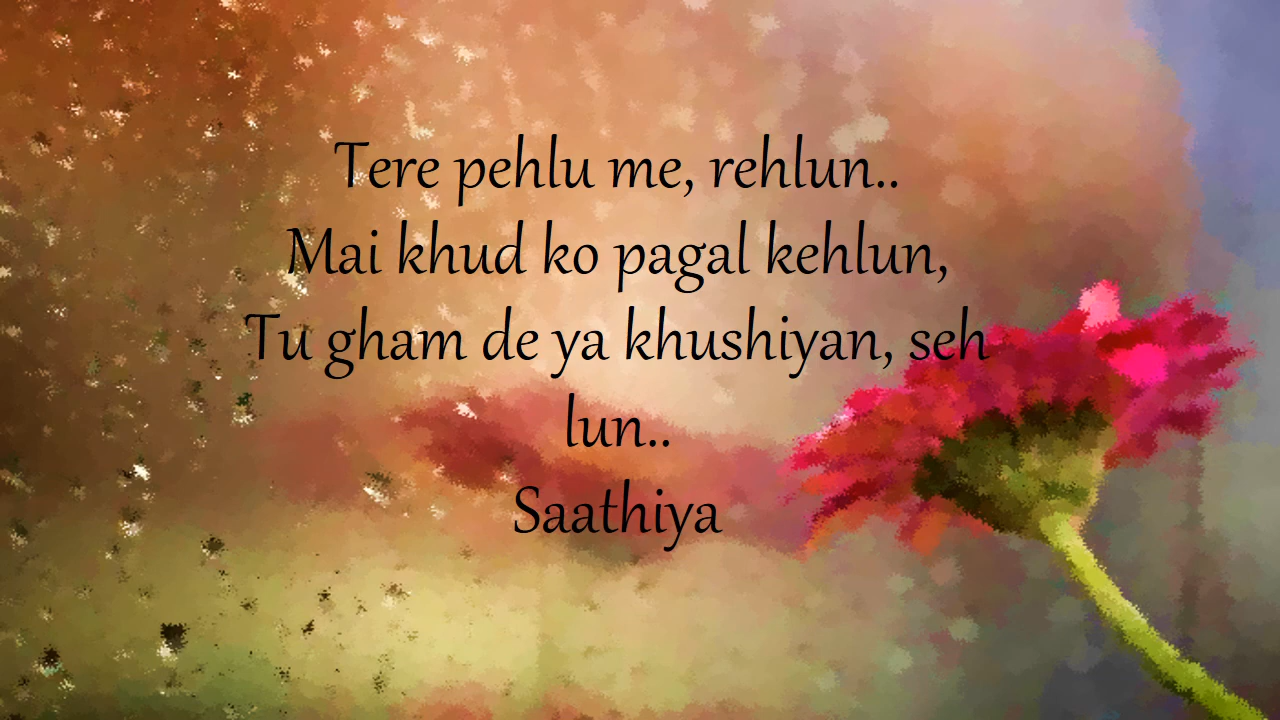 Tere pehlu me, rehlun..
Mai khud ko pagal kehlun,
Tu gham de ya khushiyan, seh
lun..
Saathiya